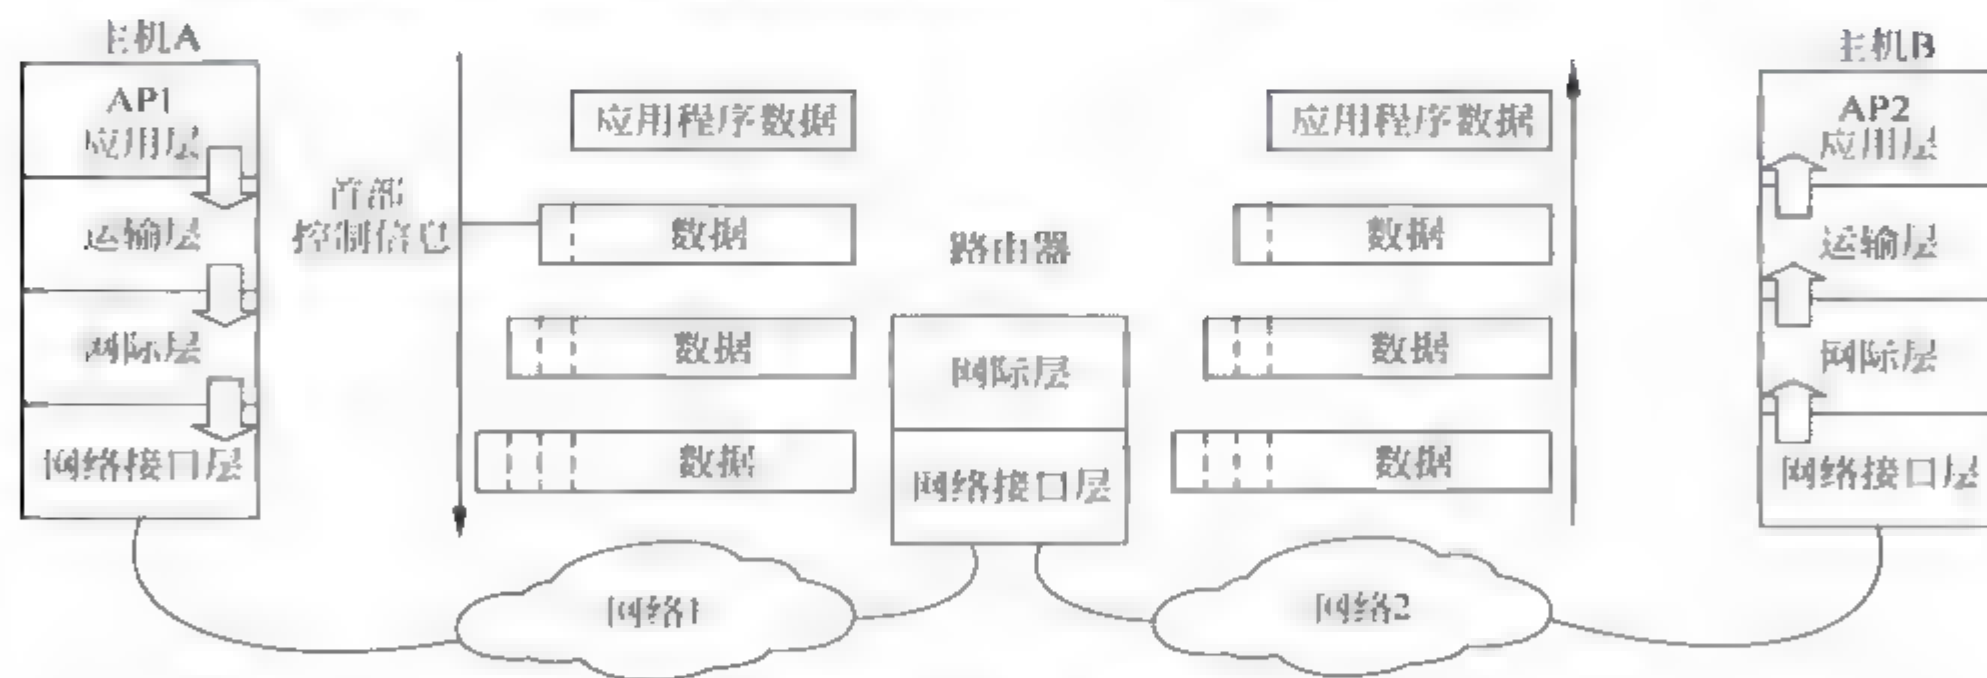 主机A
AP1
应用层
运输层
网际层
网络接口层
首部
控制信息
应用程序数据
数据
数据
数据
路由器
网际层
网络接口层
应用程序数据
数据
数据
数据
主机B
AP2
应用层
运输层
网际层
网络接口层
网络1
网络2